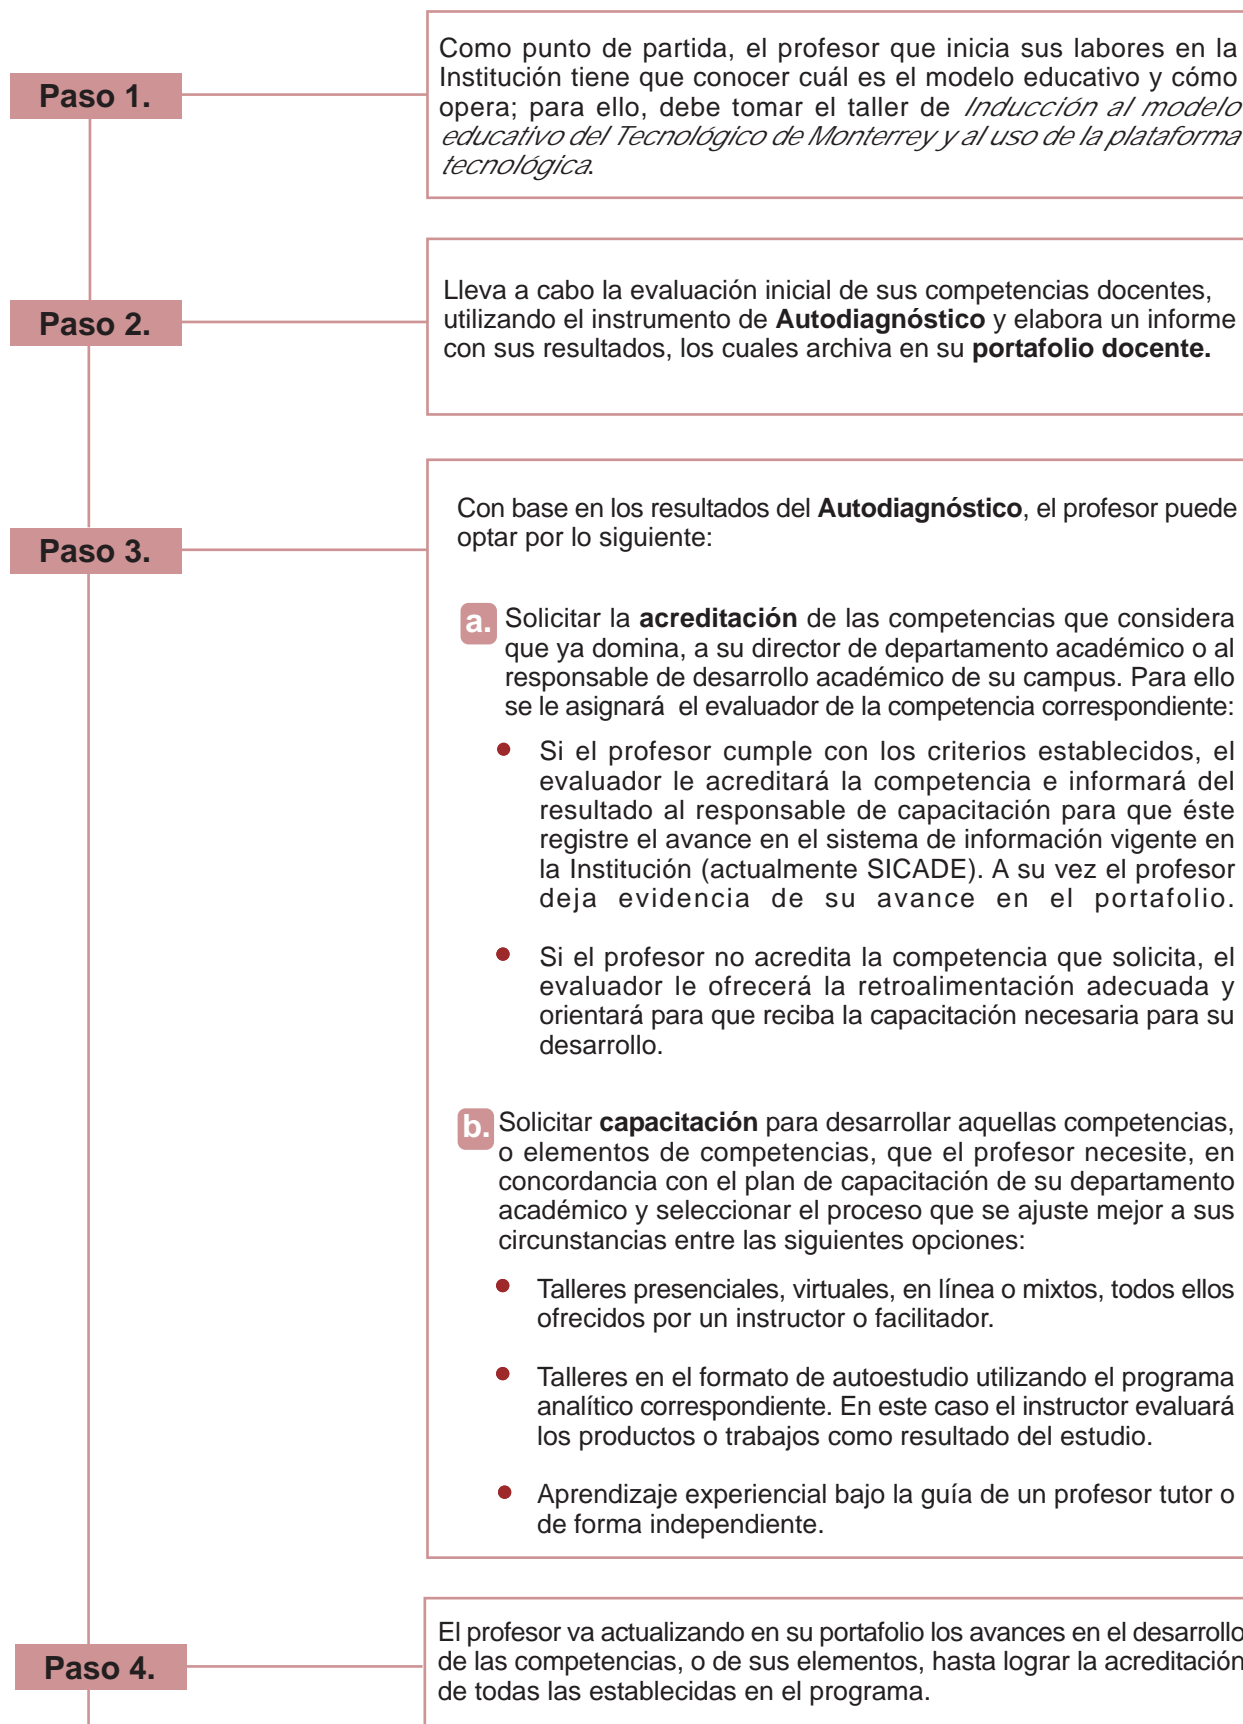 Paso 1.
Como punto de partida, el profesor que inicia sus labores en la
Institución tiene que conocer cuál es el modelo educativo y cómo
opera; para ello, debe tomar el taller de Inducción al modelo
educativo del Tecnológico de Monterrey y al uso de la plataforma
tecnológica.
Paso 2.
Lleva a cabo la evaluación inicial de sus competencias docentes,
utilizando el instrumento de Autodiagnóstico y elabora un informe
con sus resultados, los cuales archiva en su portafolio docente.
Paso 3.
Con base en los resultados del Autodiagnóstico, el profesor puede
optar por lo siguiente:
a. Solicitar la acreditación de las competencias que considera
que ya domina, a su director de departamento académico o al
responsable de desarrollo académico de su campus. Para ello
se le asignará el evaluador de la competencia correspondiente:
• Si el profesor cumple con los criterios establecidos, el
evaluador le acreditará la competencia e informará del
resultado al responsable de capacitación para que éste
registre el avance en el sistema de información vigente en
la Institución (actualmente SICADE). A su vez el profesor
deja evidencia de su avance en el portafolio.
• Si el profesor no acredita la competencia que solicita, el
evaluador le ofrecerá la retroalimentación adecuada y
orientará para que reciba la capacitación necesaria para su
desarrollo.
b. Solicitar capacitación para desarrollar aquellas competencias,
o elementos de competencias, que el profesor necesite, en
concordancia con el plan de capacitación de su departamento
académico y seleccionar el proceso que se ajuste mejor a sus
circunstancias entre las siguientes opciones:
• Talleres presenciales, virtuales, en línea o mixtos, todos ellos
ofrecidos por un instructor o facilitador.
• Talleres en el formato de autoestudio utilizando el programa
analítico correspondiente. En este caso el instructor evaluará
los productos o trabajos como resultado del estudio.
• Aprendizaje experiencial bajo la guía de un profesor tutor o
de forma independiente.
Paso 4.
El profesor va actualizando en su portafolio los avances en el desarrollo
de las competencias, o de sus elementos, hasta lograr la acreditación
de todas las establecidas en el programa.